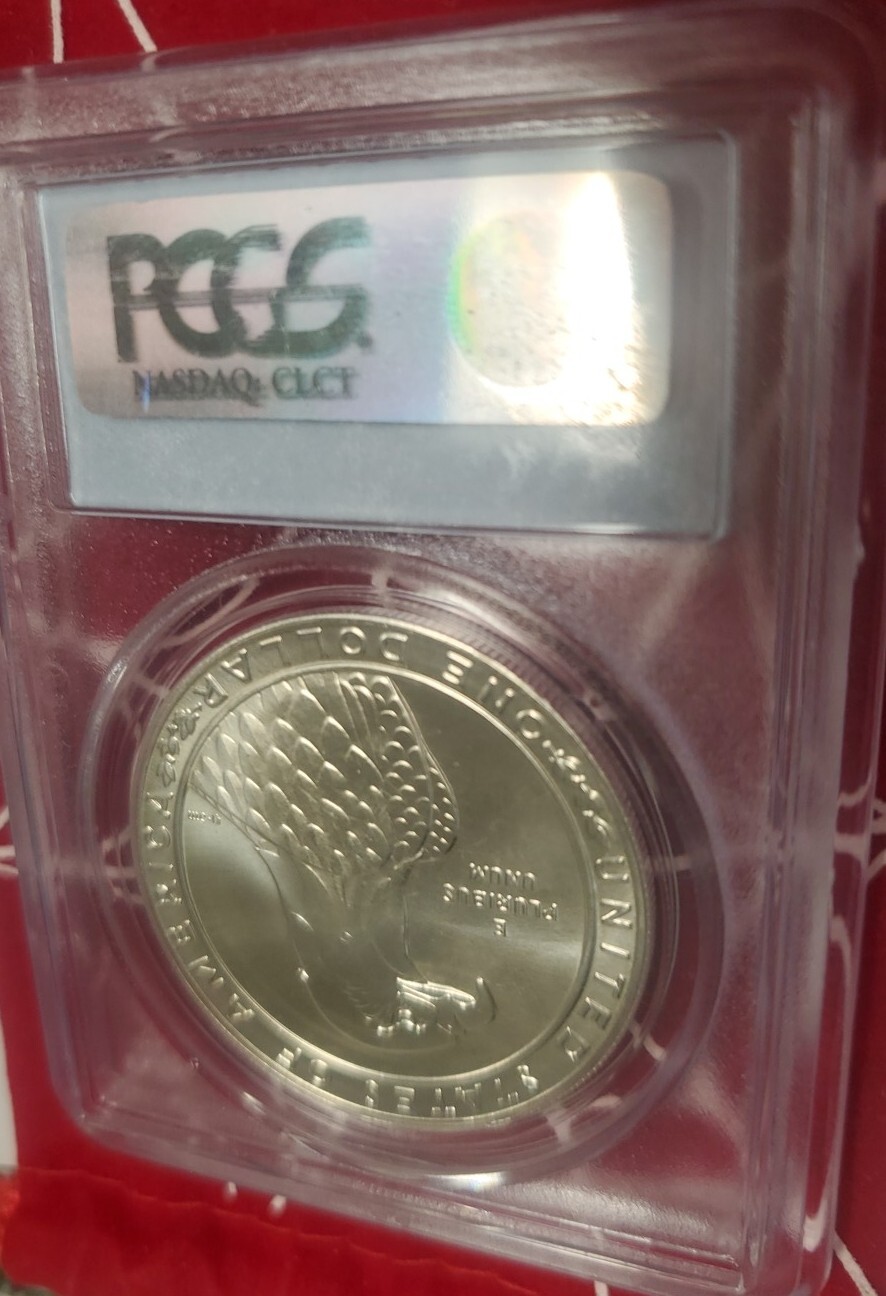 PCGS
NASDAQ: CLCT
UNITED STATES OF AMERICA
ONE DOLLAR
E
PLURIBUS
UNUM